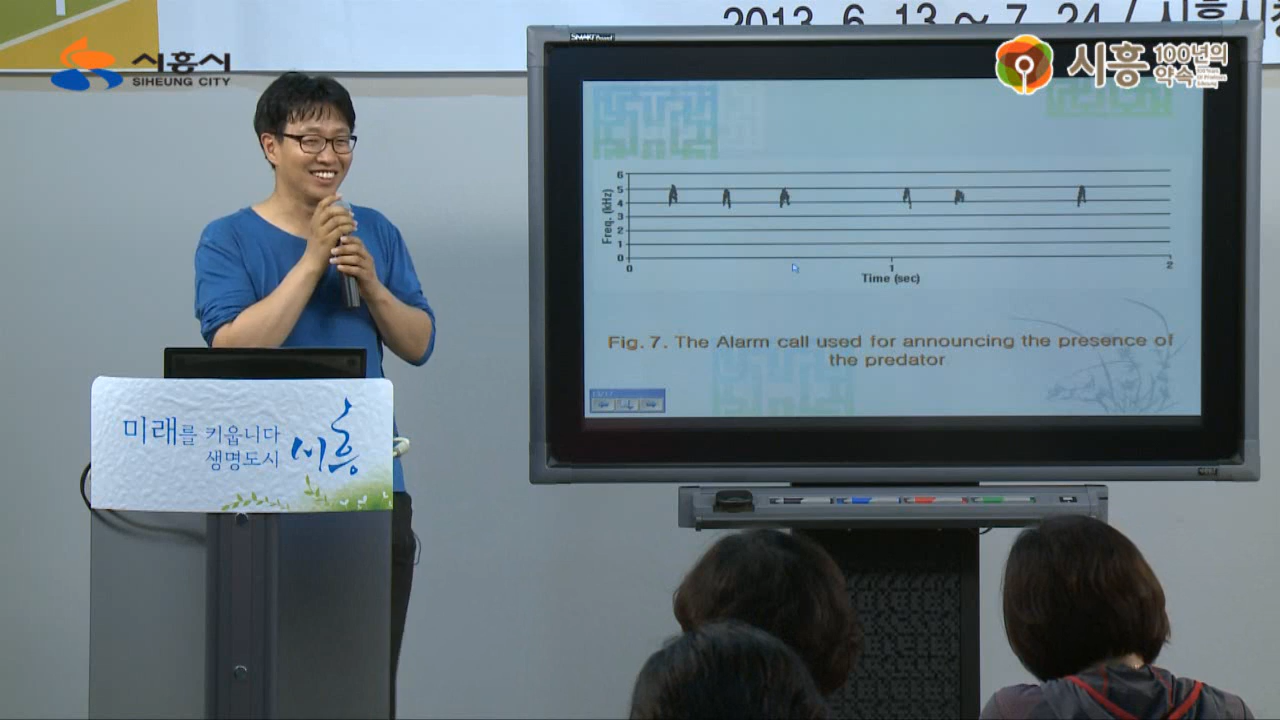 2013. 6. 13 ~ 7. 24 / 시흥시청
시흥시
SIHEUNG CITY
시흥 100년의
약속
SMART Board
6
5
4
3
2
1
0
Freq. (kHz)
0 1 2
Time (sec)
Fig. 7. The Alarm call used for announcing the presence of
the predator
미래를 키웁니다
생명도시 시흥